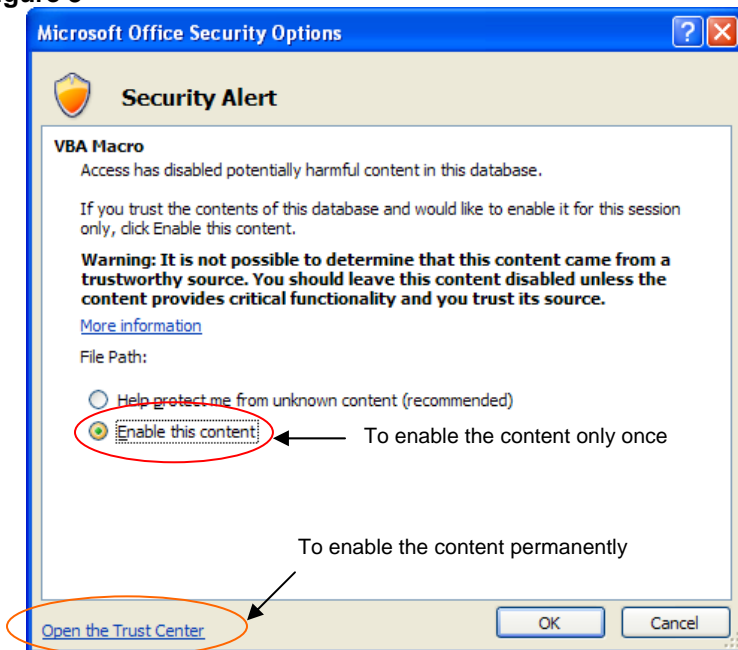 Microsoft Office Security Options
Security Alert
VBA Macro
Access has disabled potentially harmful content in this database.
If you trust the contents of this database and would like to enable it for this session
only, click Enable this content.
Warning: It is not possible to determine that this content came from a
trustworthy source. You should leave this content disabled unless the
content provides critical functionality and you trust its source.
More information
File Path:
Help protect me from unknown content (recommended)
Enable this content
To enable the content only once
To enable the content permanently
Open the Trust Center
OK
Cancel